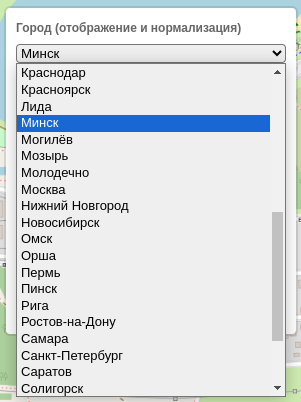 Город (отображение и нормализация)
Минск
Краснодар
Красноярск
Лида
Минск
Могилёв
Мозырь
Молодечно
Москва
Нижний Новгород
Новосибирск
Омск
Орша
Пермь
Пинск
Рига
Ростов-на-Дону
Самара
Санкт-Петербург
Саратов
Солигорск